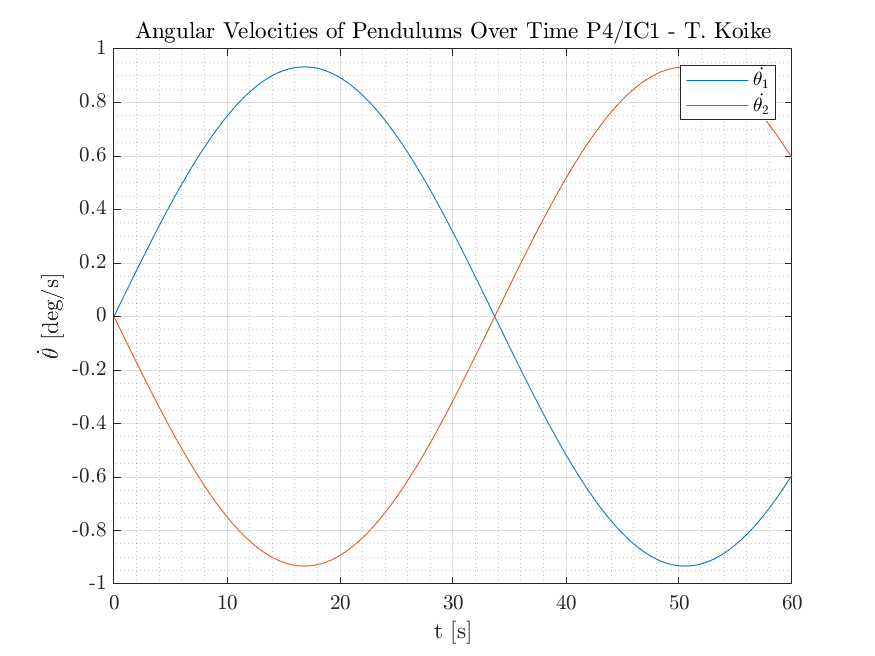 Angular Velocities of Pendulums Over Time P4/IC1 - T. Koike
1
0.8
0.6
0.4
0.2
0
-0.2
-0.4
-0.6
-0.8
-1
θ̇ [deg/s]
θ̇₁
θ̇₂
0 10 20 30 40 50 60
t [s]